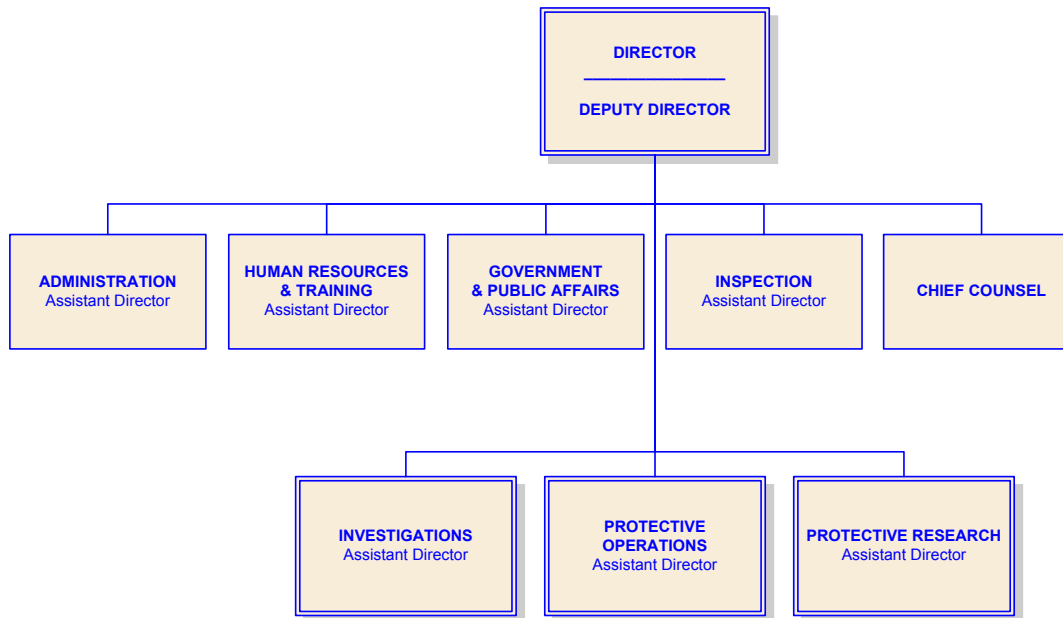 DIRECTOR
DEPUTY DIRECTOR
ADMINISTRATION
Assistant Director
HUMAN RESOURCES
& TRAINING
Assistant Director
GOVERNMENT
& PUBLIC AFFAIRS
Assistant Director
INSPECTION
Assistant Director
CHIEF COUNSEL
INVESTIGATIONS
Assistant Director
PROTECTIVE
OPERATIONS
Assistant Director
PROTECTIVE RESEARCH
Assistant Director